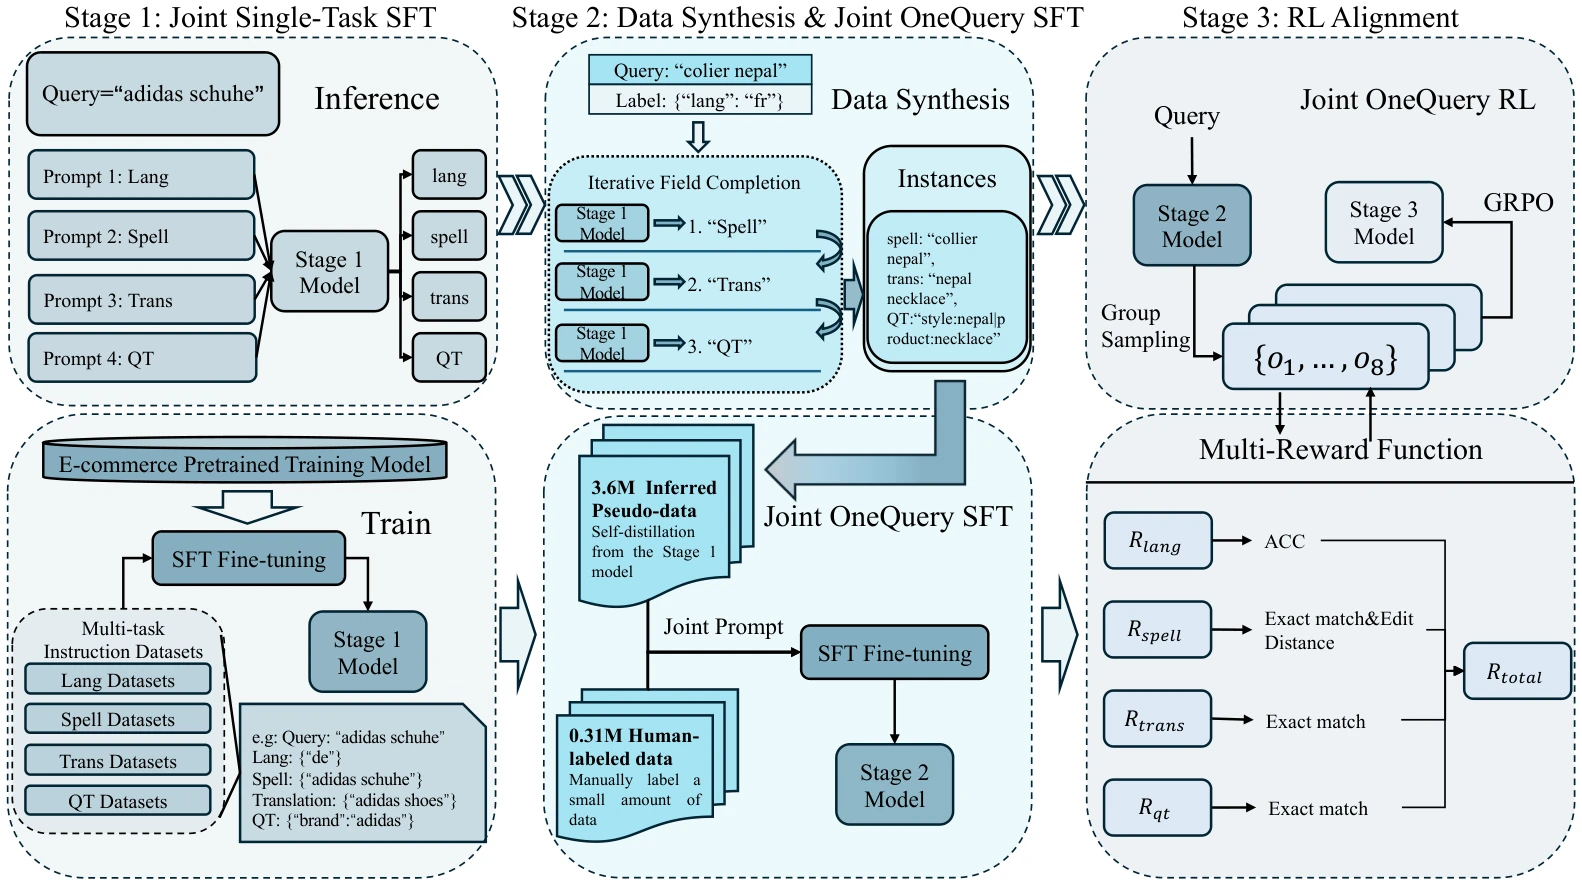 Stage 1: Joint Single-Task SFT
Query=“adidas schuhe”
Inference
Prompt 1: Lang
Prompt 2: Spell
Prompt 3: Trans
Prompt 4: QT
Stage 1
Model
lang
spell
trans
QT
E-commerce Pretrained Training Model
Train
SFT Fine-tuning
Stage 1
Model
Multi-task
Instruction Datasets
Lang Datasets
Spell Datasets
Trans Datasets
QT Datasets
e.g: Query: “adidas schuhe”
Lang: {“de”}
Spell: {“adidas schuhe”}
Translation: {“adidas shoes”}
QT: {“brand”:“adidas”}
Stage 2: Data Synthesis & Joint OneQuery SFT
Query: “colier nepal”
Label: {“lang”: “fr”}
Data Synthesis
Iterative Field Completion
Stage 1
Model
1. “Spell”
Stage 1
Model
2. “Trans”
Stage 1
Model
3. “QT”
Instances
spell: “collier
nepal”,
trans: “nepal
necklace”,
QT:“style:nepal|p
roduct:necklace”
3.6M Inferred
Pseudo-data
Self-distillation
from the Stage 1
model
Joint OneQuery SFT
Joint Prompt
SFT Fine-tuning
0.31M Human-
labeled data
Manually label a
small amount of
data
Stage 2
Model
Stage 3: RL Alignment
Joint OneQuery RL
Query
Stage 2
Model
Stage 3
Model
GRPO
Group
Sampling
{o1, ..., o8}
Multi-Reward Function
Rlang
ACC
Rspell
Exact match&Edit
Distance
Rtrans
Exact match
Rqt
Exact match
Rtotal